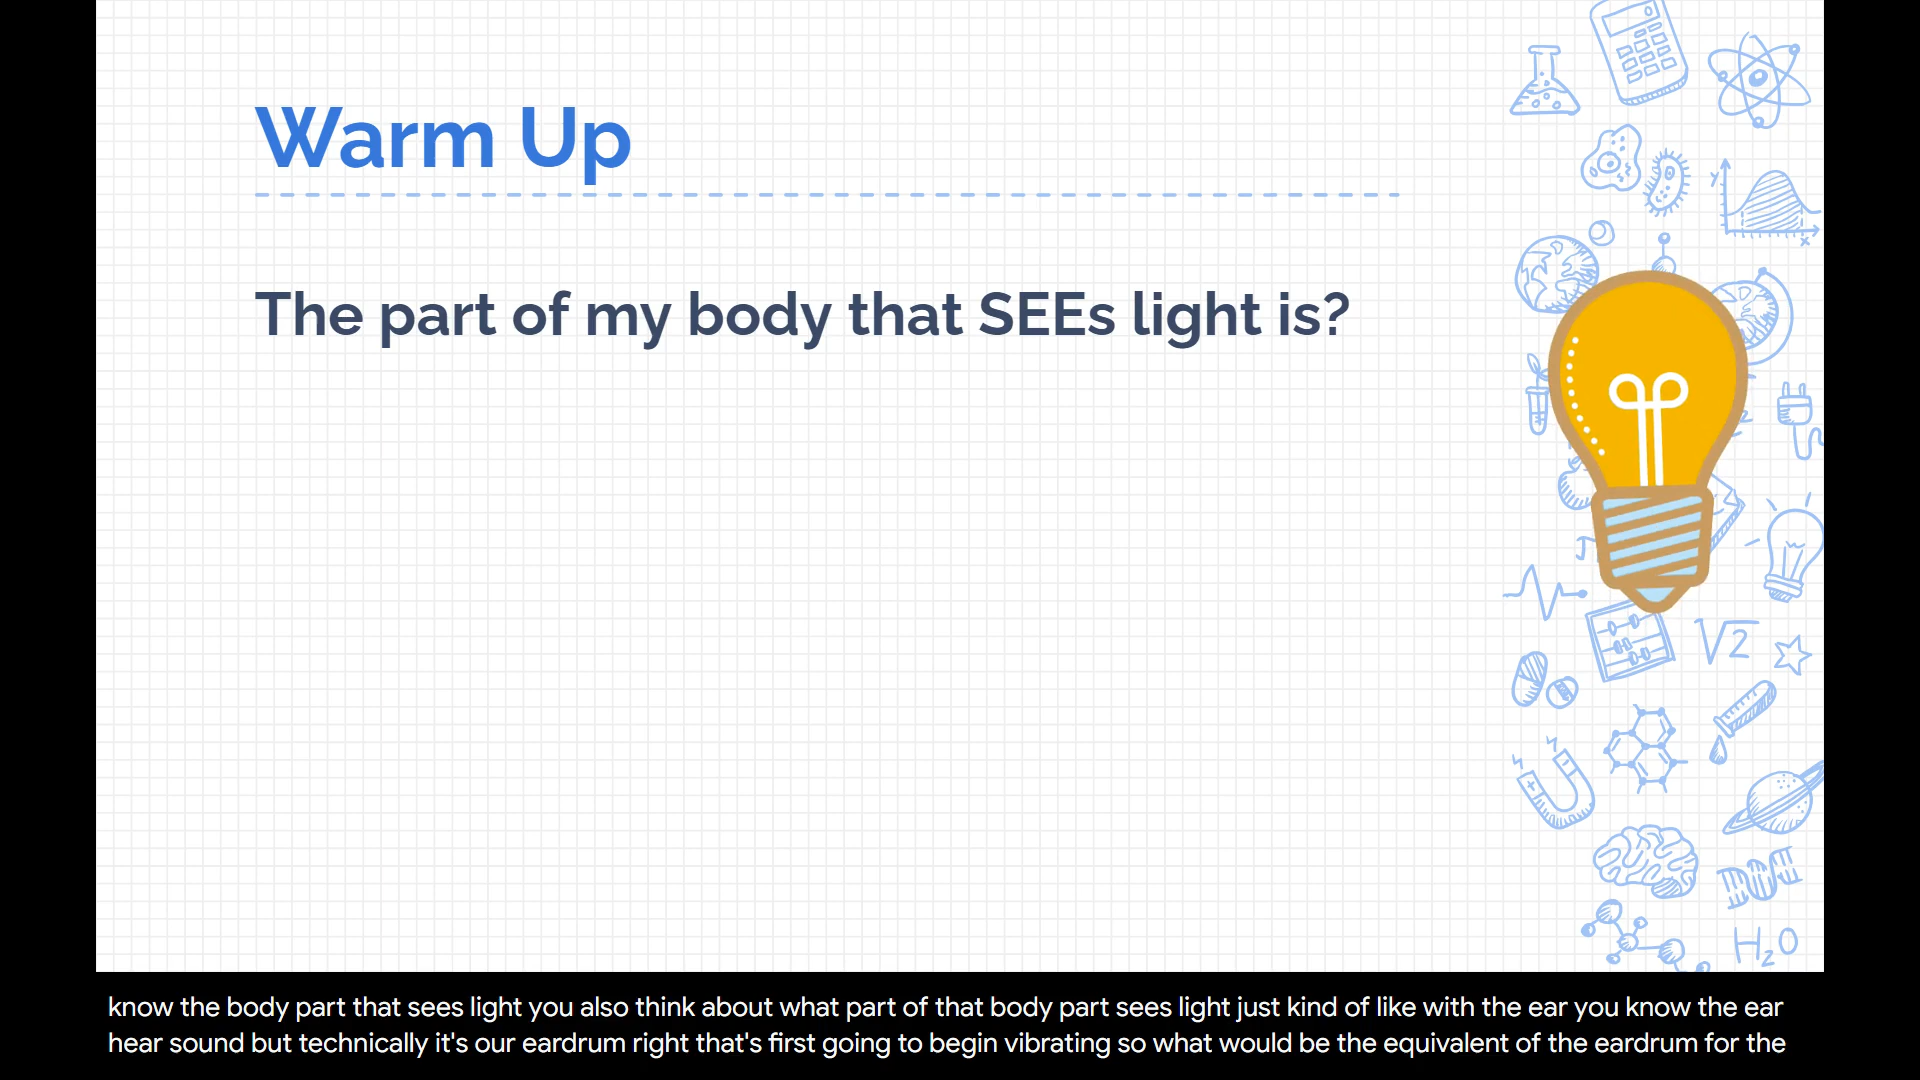 Warm Up
The part of my body that SEEs light is?
y
x
√2
H₂O
know the body part that sees light you also think about what part of that body part sees light just kind of like with the ear you know the ear
hear sound but technically it's our eardrum right that's first going to begin vibrating so what would be the equivalent of the eardrum for the